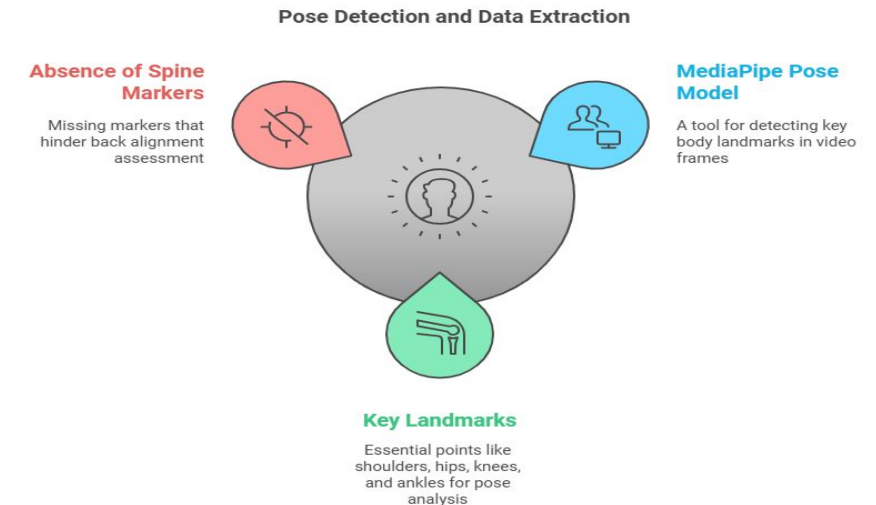 Pose Detection and Data Extraction
Absence of Spine
Markers
Missing markers that
hinder back alignment
assessment
MediaPipe Pose
Model
A tool for detecting key
body landmarks in video
frames
Key Landmarks
Essential points like
shoulders, hips, knees,
and ankles for pose
analysis